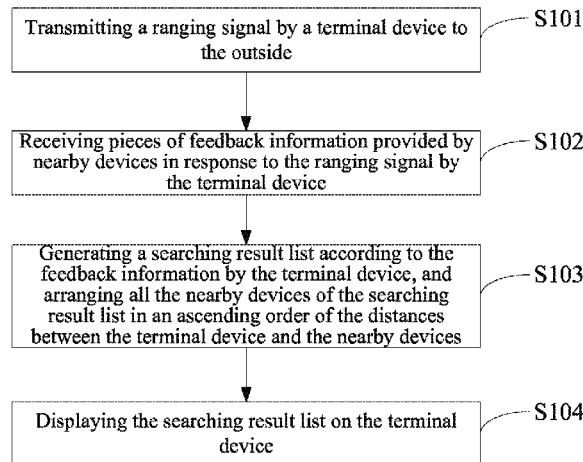 Transmitting a ranging signal by a terminal device to
the outside
S101
Receiving pieces of feedback information provided by
nearby devices in response to the ranging signal by
the terminal device
S102
Generating a searching result list according to the
feedback information by the terminal device, and
arranging all the nearby devices of the searching
result list in an ascending order of the distances
between the terminal device and the nearby devices
S103
Displaying the searching result list on the terminal
device
S104